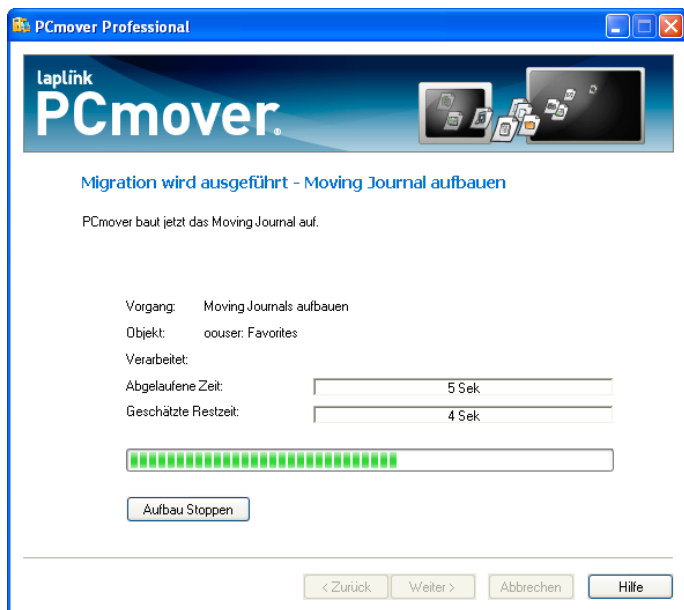 PCmover Professional
laplink
PCmover®
Migration wird ausgeführt - Moving Journal aufbauen
PCmover baut jetzt das Moving Journal auf.
Vorgang: Moving Journals aufbauen
Objekt: oouser: Favorites
Verarbeitet:
Abgelaufene Zeit: 5 Sek
Geschätzte Restzeit: 4 Sek
Aufbau Stoppen
< Zurück Weiter > Abbrechen Hilfe